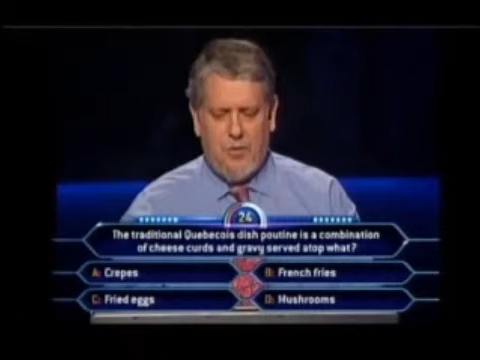 24
The traditional Quebecois dish poutine is a combination
of cheese curds and gravy served atop what?
A: Crepes
B: French fries
C: Fried eggs
D: Mushrooms